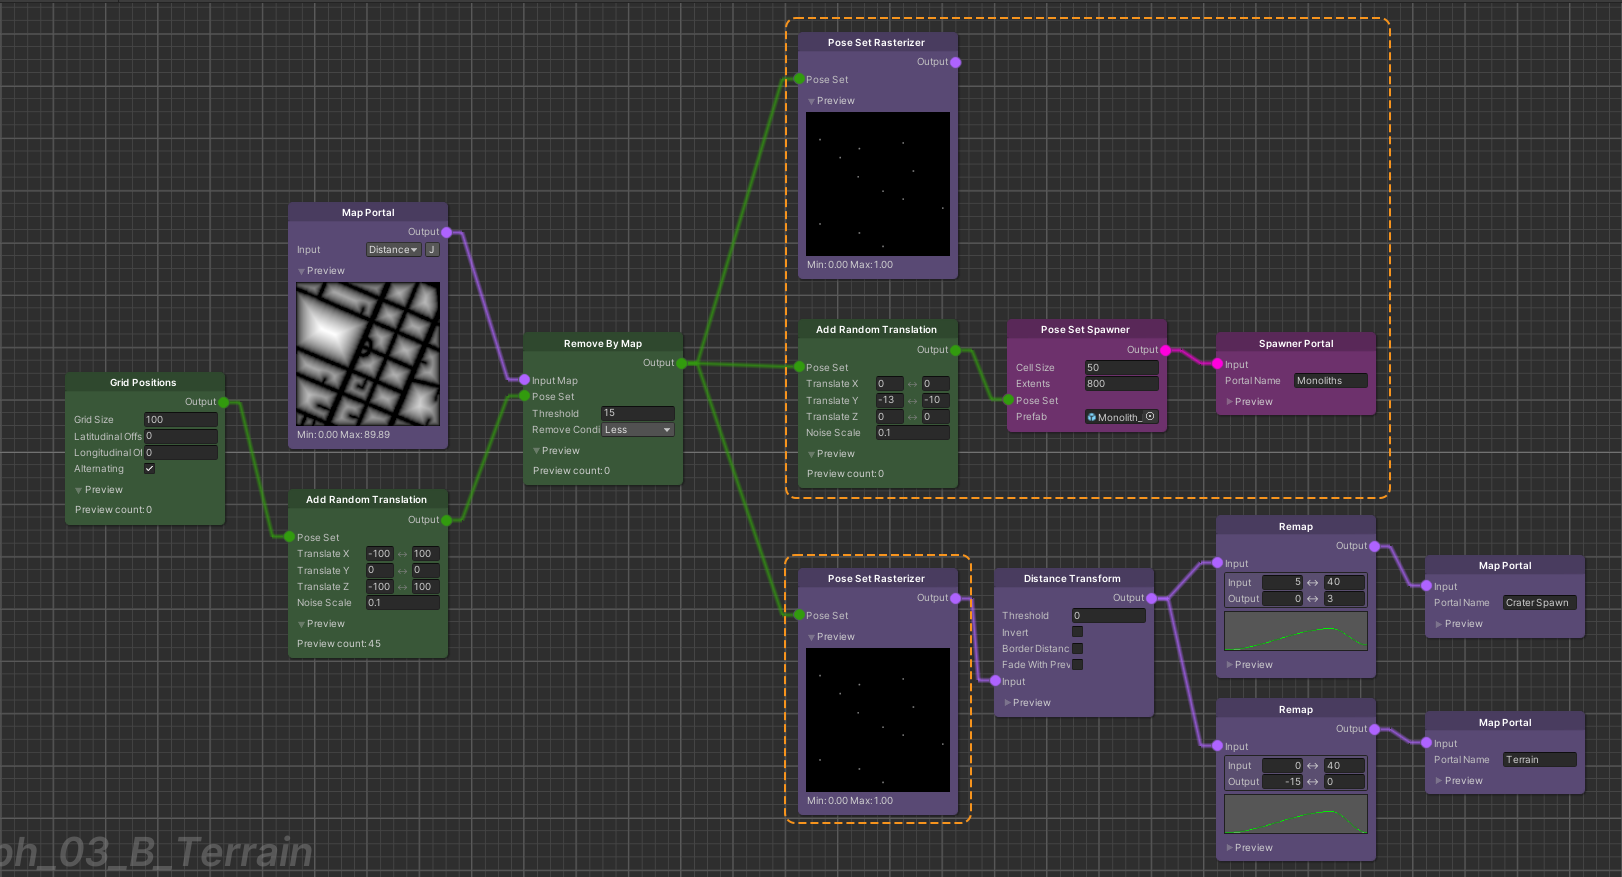 Grid Positions
Output
Grid Size 100
Latitudinal Offs 0
Longitudinal Of 0
Alternating
Preview
Preview count: 0
Map Portal
Output
Input Distance J
Preview
Min: 0.00 Max: 89.89
Add Random Translation
Output
Pose Set
Translate X -100 ↔ 100
Translate Y 0 ↔ 0
Translate Z -100 ↔ 100
Noise Scale 0.1
Preview
Preview count: 45
Remove By Map
Output
Input Map
Pose Set
Threshold 15
Remove Condi Less
Preview
Preview count: 0
Pose Set Rasterizer
Output
Pose Set
Preview
Min: 0.00 Max: 1.00
Add Random Translation
Output
Pose Set
Translate X 0 ↔ 0
Translate Y -13 ↔ -10
Translate Z 0 ↔ 0
Noise Scale 0.1
Preview
Preview count: 0
Pose Set Spawner
Output
Cell Size 50
Extents 800
Pose Set
Prefab Monolith_
Spawner Portal
Input
Portal Name Monoliths
Preview
Pose Set Rasterizer
Output
Pose Set
Preview
Min: 0.00 Max: 1.00
Distance Transform
Output
Threshold 0
Invert
Border Distanc
Fade With Prev
Input
Preview
Remap
Output
Input
Input 5 ↔ 40
Output 0 ↔ 3
Preview
Map Portal
Input
Portal Name Crater Spawn
Preview
Remap
Output
Input
Input 0 ↔ 40
Output -15 ↔ 0
Preview
Map Portal
Input
Portal Name Terrain
Preview
ph_03_B_Terrain